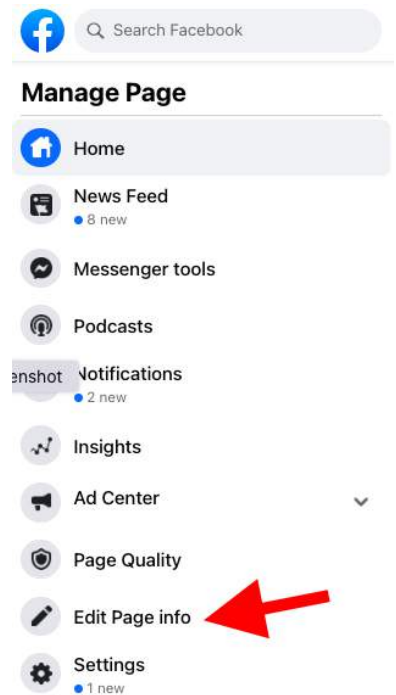 Search Facebook
Manage Page
Home
News Feed
8 new
Messenger tools
Podcasts
enshot
Notifications
2 new
Insights
Ad Center
Page Quality
Edit Page info
Settings
1 new